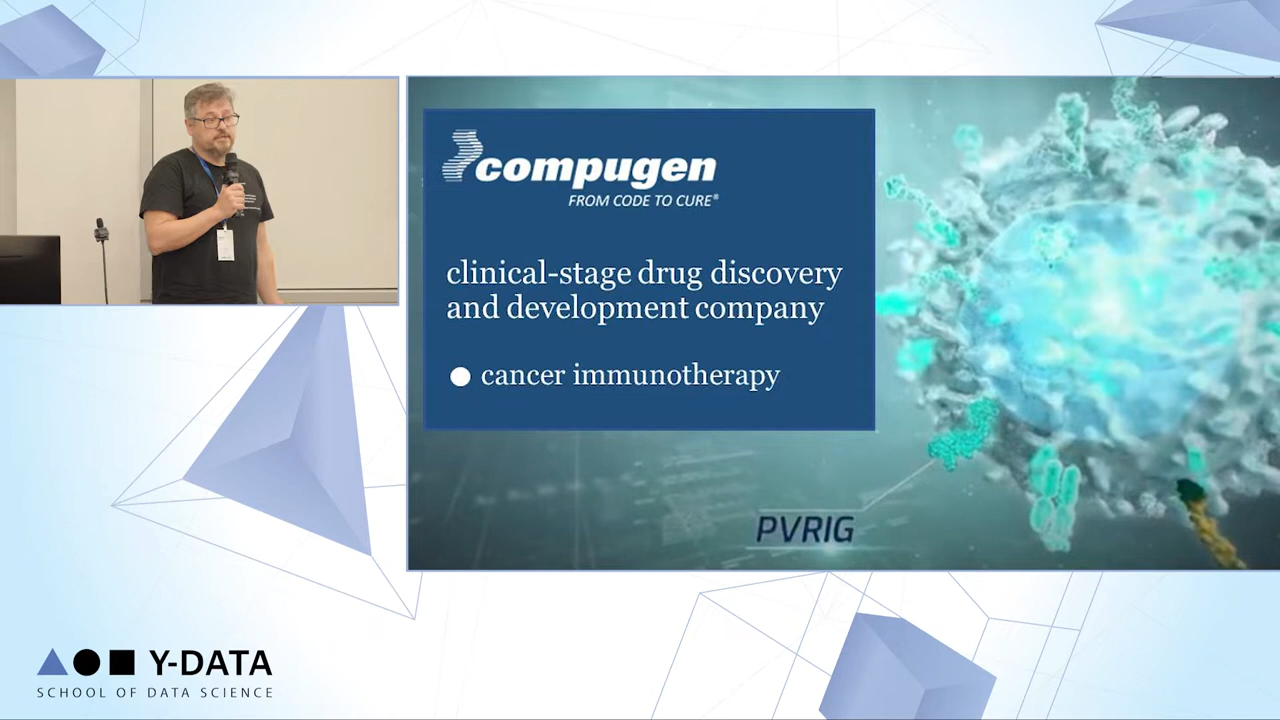 compugen
FROM CODE TO CURE®
clinical-stage drug discovery
and development company
cancer immunotherapy
PVRIG
Y-DATA
SCHOOL OF DATA SCIENCE